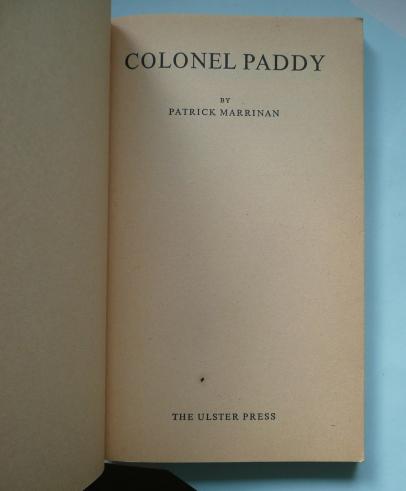 COLONEL PADDY
BY
PATRICK MARRINAN
THE ULSTER PRESS